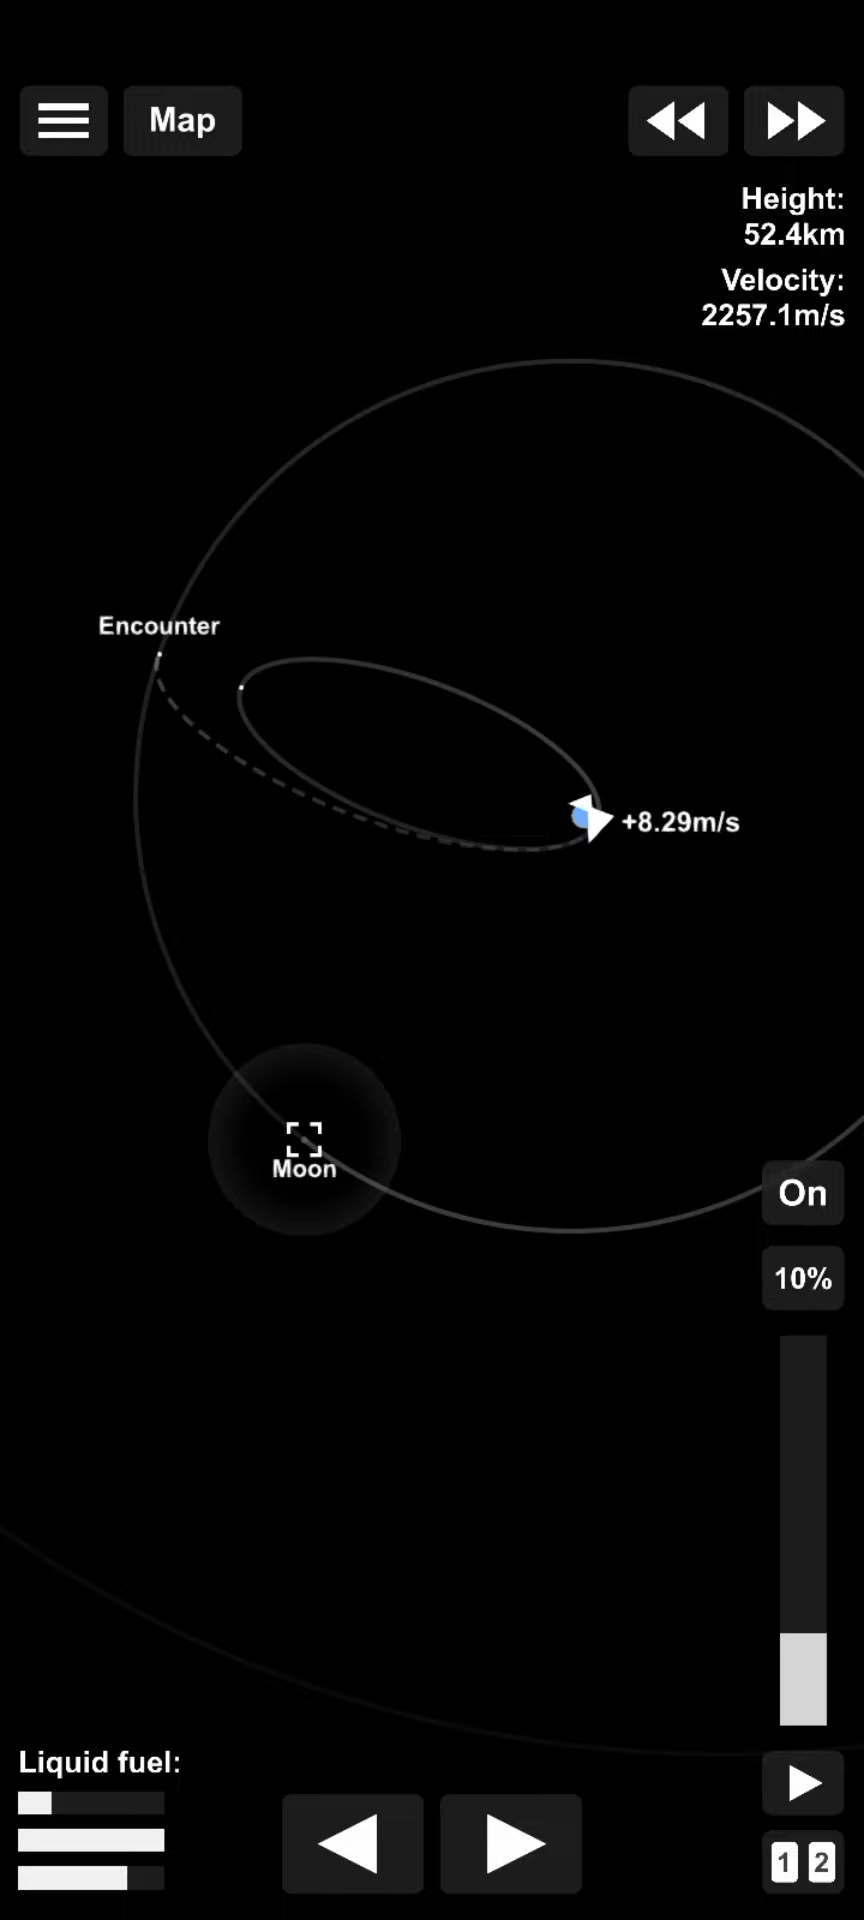 Map
Height:
52.4km
Velocity:
2257.1m/s
Encounter
+8.29m/s
Moon
On
10%
Liquid fuel:
1 2